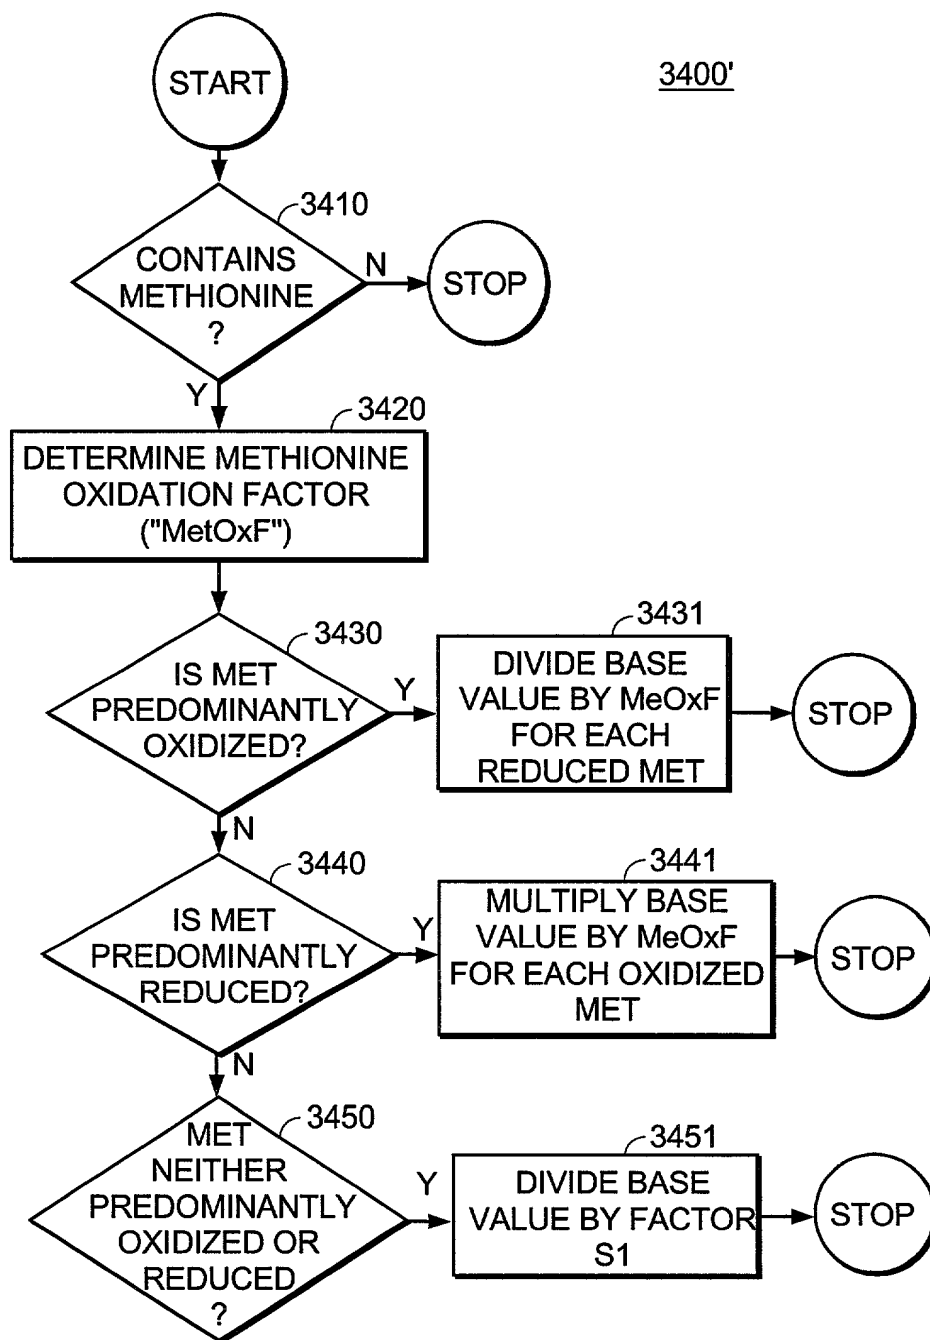 START
3400'
3410
CONTAINS
METHIONINE
?
N
STOP
Y
3420
DETERMINE METHIONINE
OXIDATION FACTOR
("MetOxF")
3430
IS MET
PREDOMINANTLY
OXIDIZED?
Y
3431
DIVIDE BASE
VALUE BY MeOxF
FOR EACH
REDUCED MET
STOP
N
3440
IS MET
PREDOMINANTLY
REDUCED?
Y
3441
MULTIPLY BASE
VALUE BY MeOxF
FOR EACH OXIDIZED
MET
STOP
N
3450
MET
NEITHER
PREDOMINANTLY
OXIDIZED OR
REDUCED
?
Y
3451
DIVIDE BASE
VALUE BY FACTOR
S1
STOP